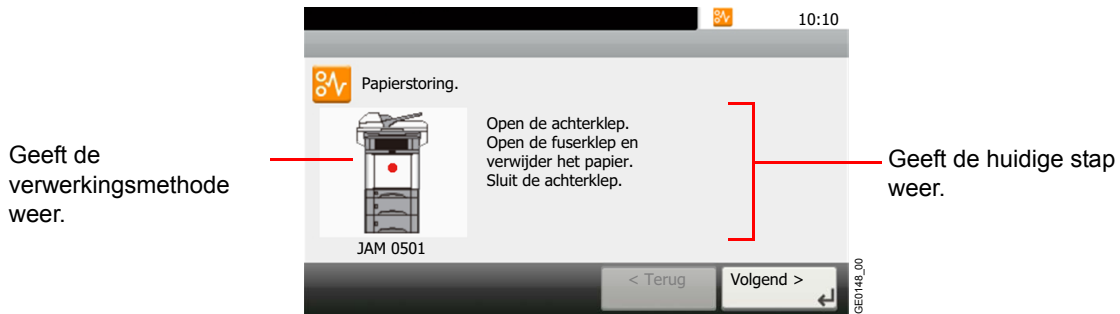 10:10
Papierstoring.
Open de achterklep.
Open de fuserklep en
verwijder het papier.
Sluit de achterklep.
JAM 0501
< Terug
Volgend >
GE0148_00
Geeft de
verwerkingsmethode
weer.
Geeft de huidige stap
weer.